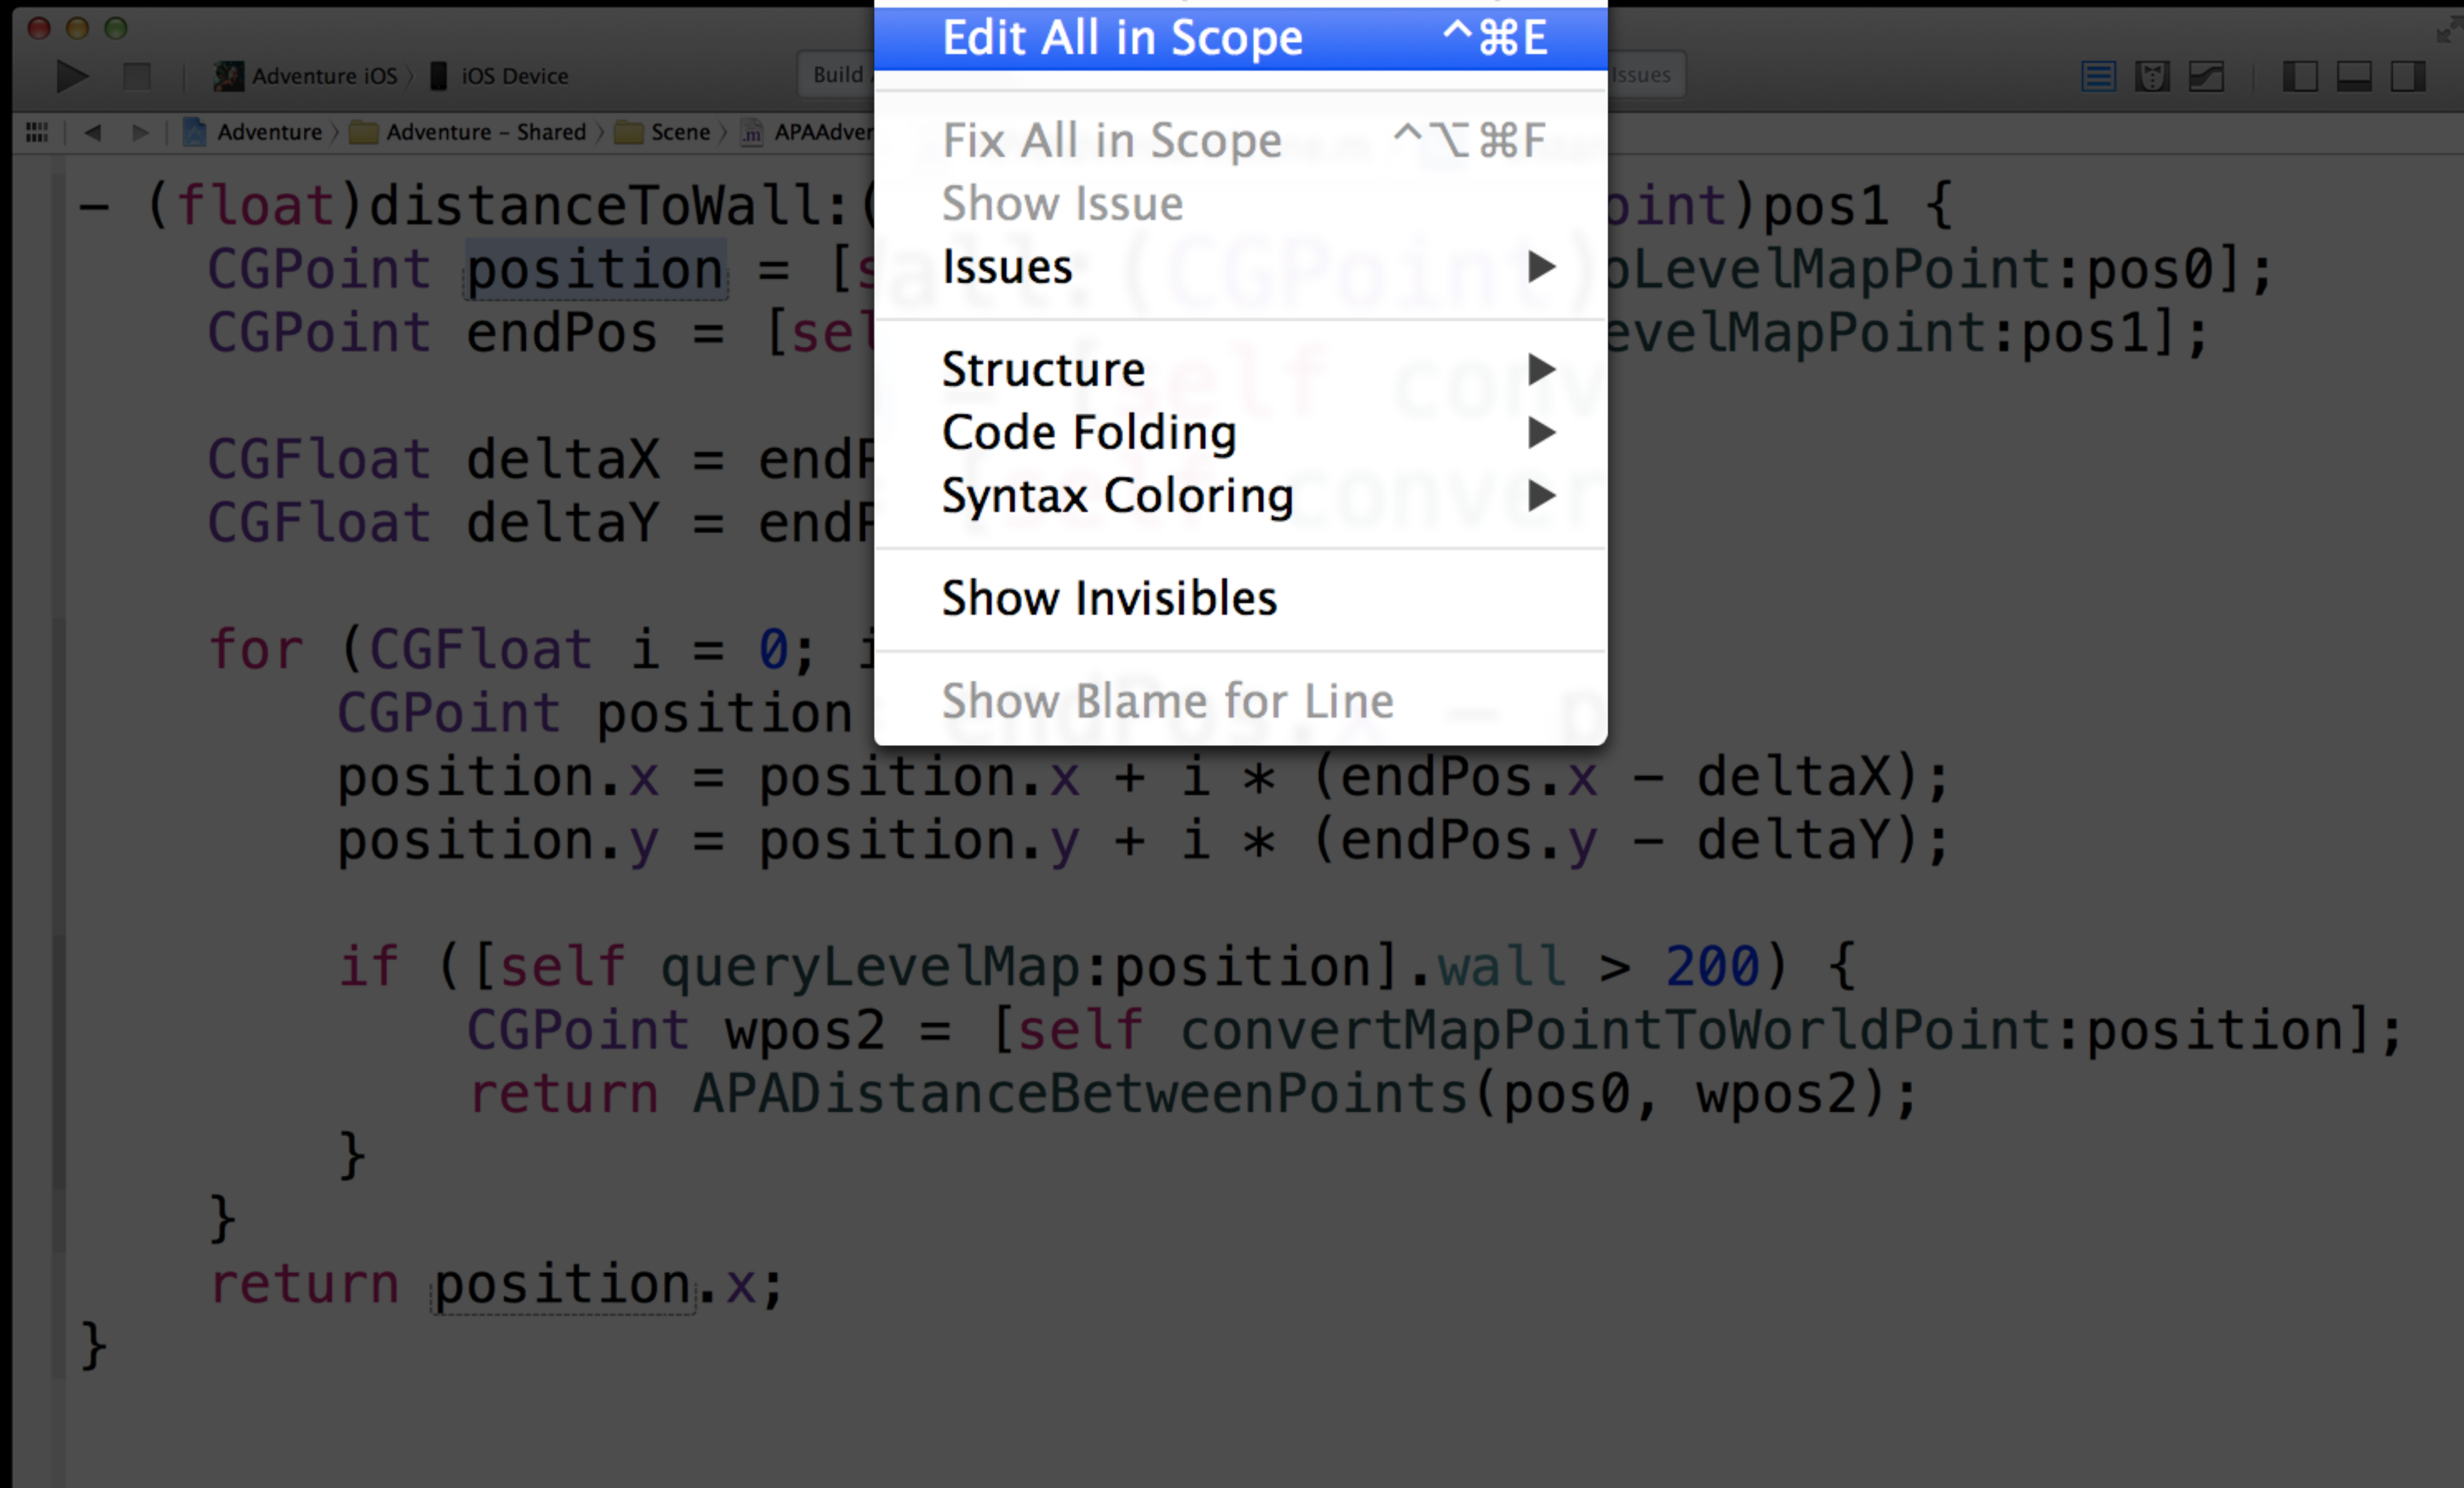 Edit All in Scope ^⌘E
Fix All in Scope ^⌥⌘F
Show Issue
Issues ▶
Structure ▶
Code Folding ▶
Syntax Coloring ▶
Show Invisibles
Show Blame for Line
Adventure iOS 〉 iOS Device
Build
Issues
Adventure 〉 Adventure – Shared 〉 Scene 〉 APAAdver
- (float)distanceToWall:( oint)pos1 {
CGPoint position = [s oLevelMapPoint:pos0];
CGPoint endPos = [sel evelMapPoint:pos1];
CGFloat deltaX = endP
CGFloat deltaY = endP
for (CGFloat i = 0; i
CGPoint position
position.x = position.x + i * (endPos.x - deltaX);
position.y = position.y + i * (endPos.y - deltaY);
if ([self queryLevelMap:position].wall > 200) {
CGPoint wpos2 = [self convertMapPointToWorldPoint:position];
return APADistanceBetweenPoints(pos0, wpos2);
}
}
return position.x;
}